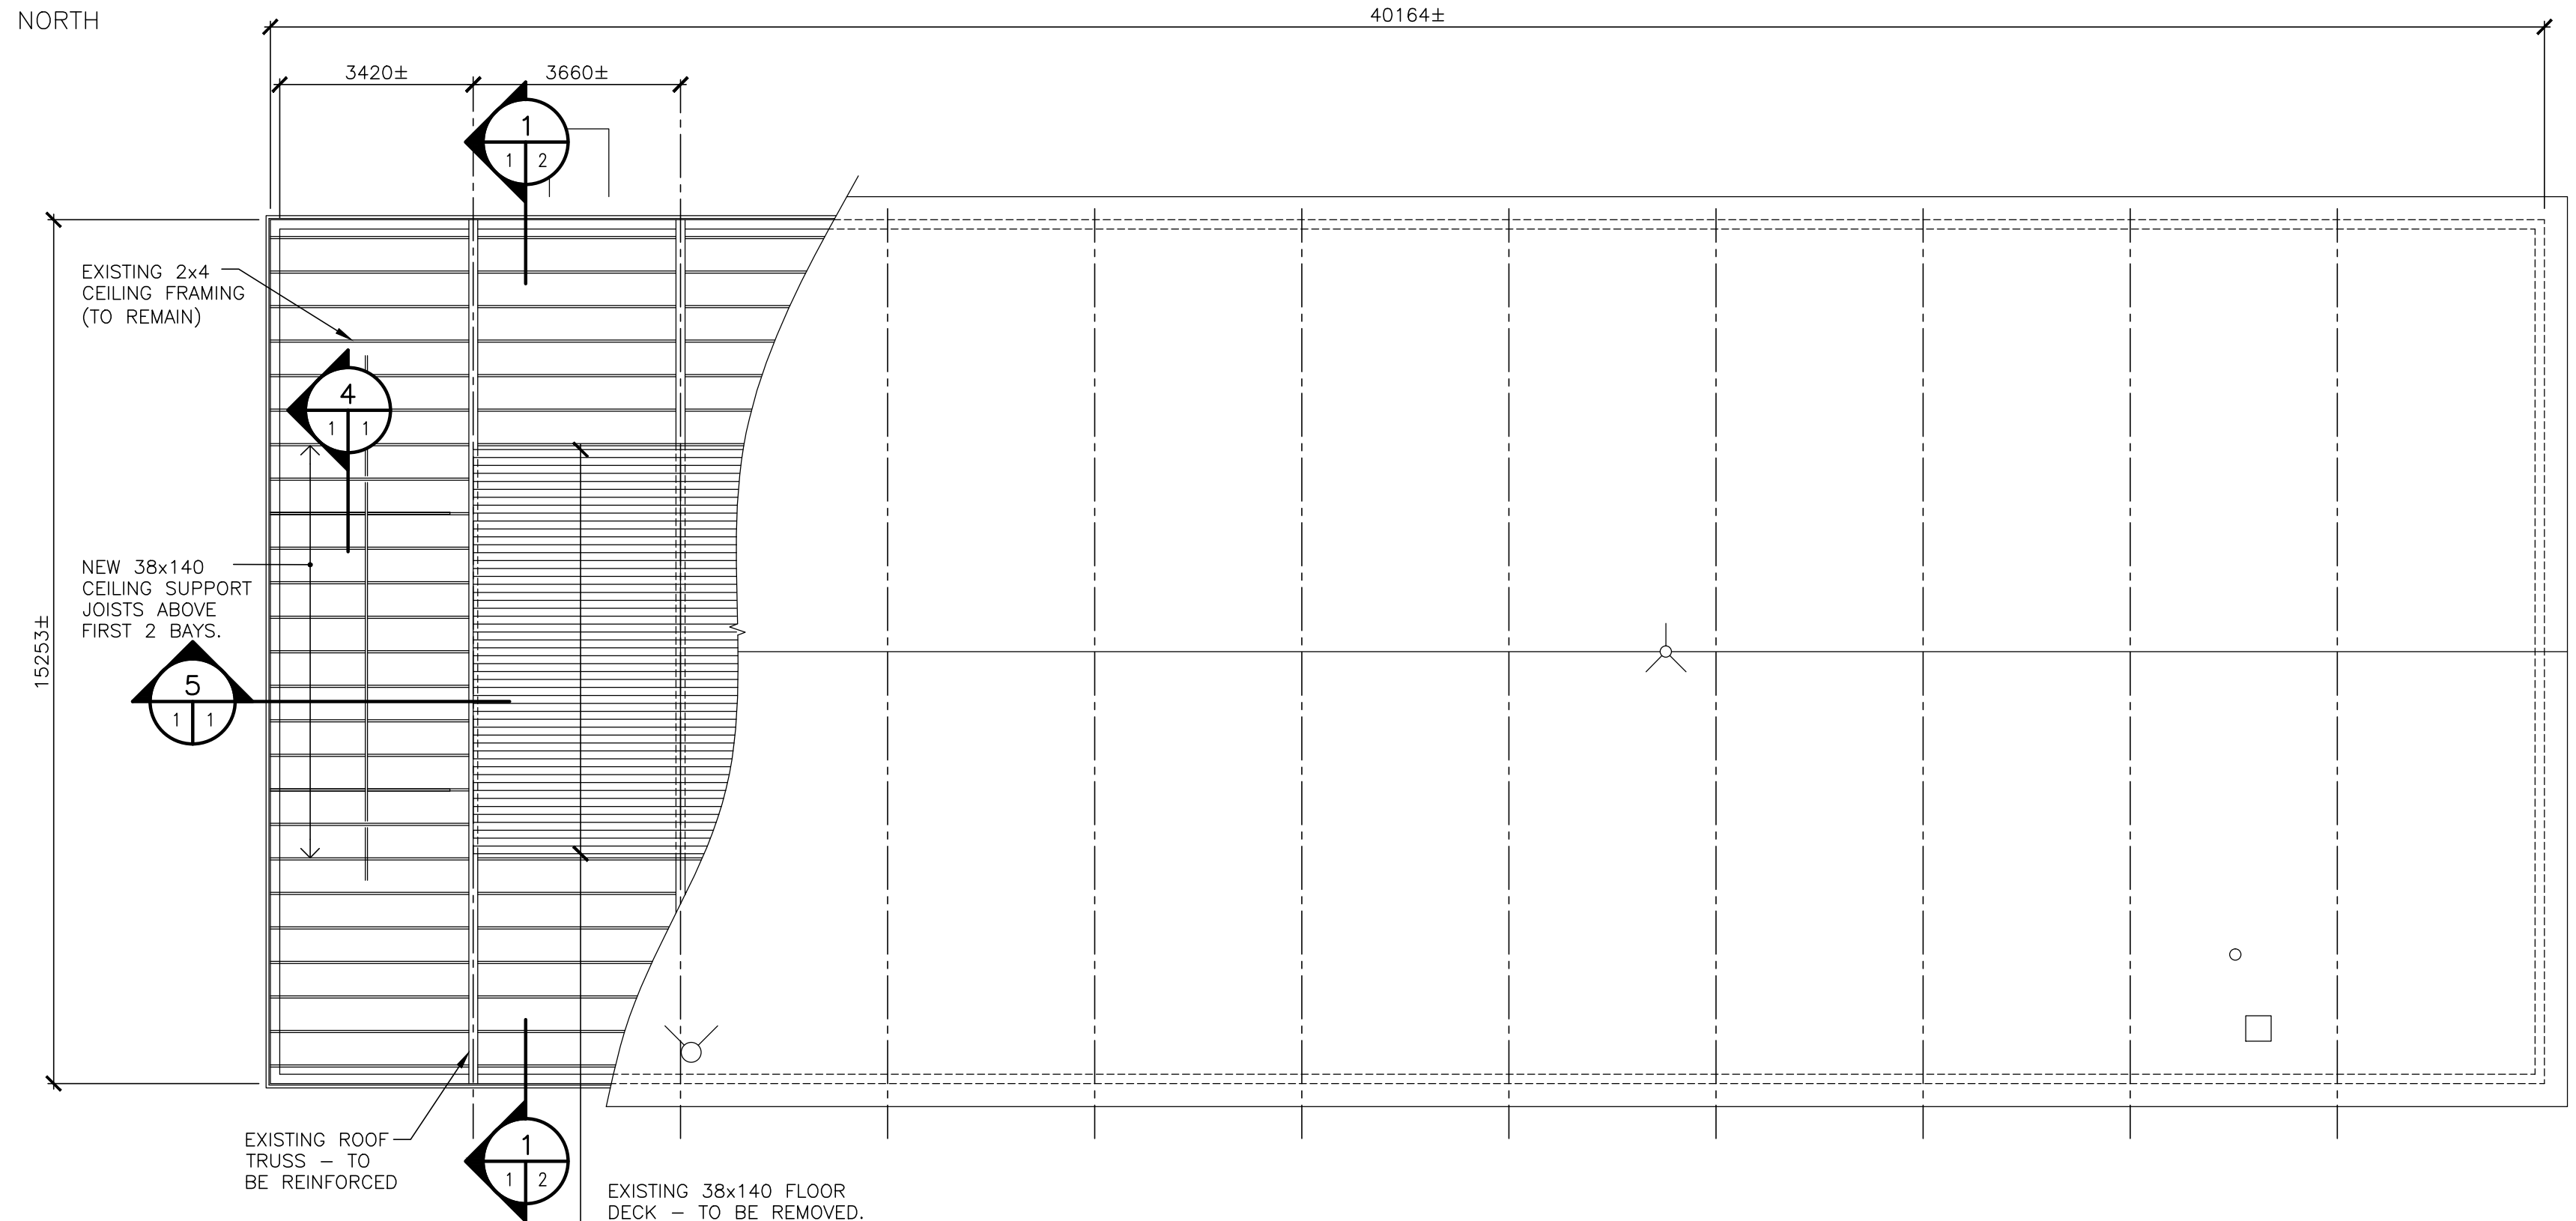 NORTH
40164±
3420±
3660±
1
1 2
EXISTING 2x4
CEILING FRAMING
(TO REMAIN)
4
1 1
NEW 38x140
CEILING SUPPORT
JOISTS ABOVE
FIRST 2 BAYS.
15253±
5
1 1
EXISTING ROOF
TRUSS – TO
BE REINFORCED
1
1 2
EXISTING 38x140 FLOOR
DECK – TO BE REMOVED.